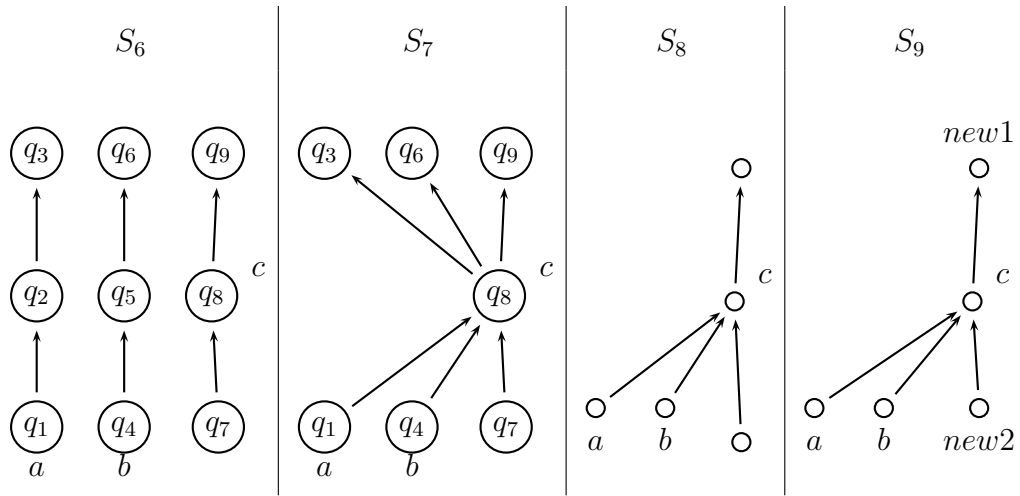 S6 S7 S8 S9
q3 q6 q9 q3 q6 q9 new1
q2 q5 q8 c q8 c c c
q1 q4 q7 q1 q4 q7
a b a b a b a b new2